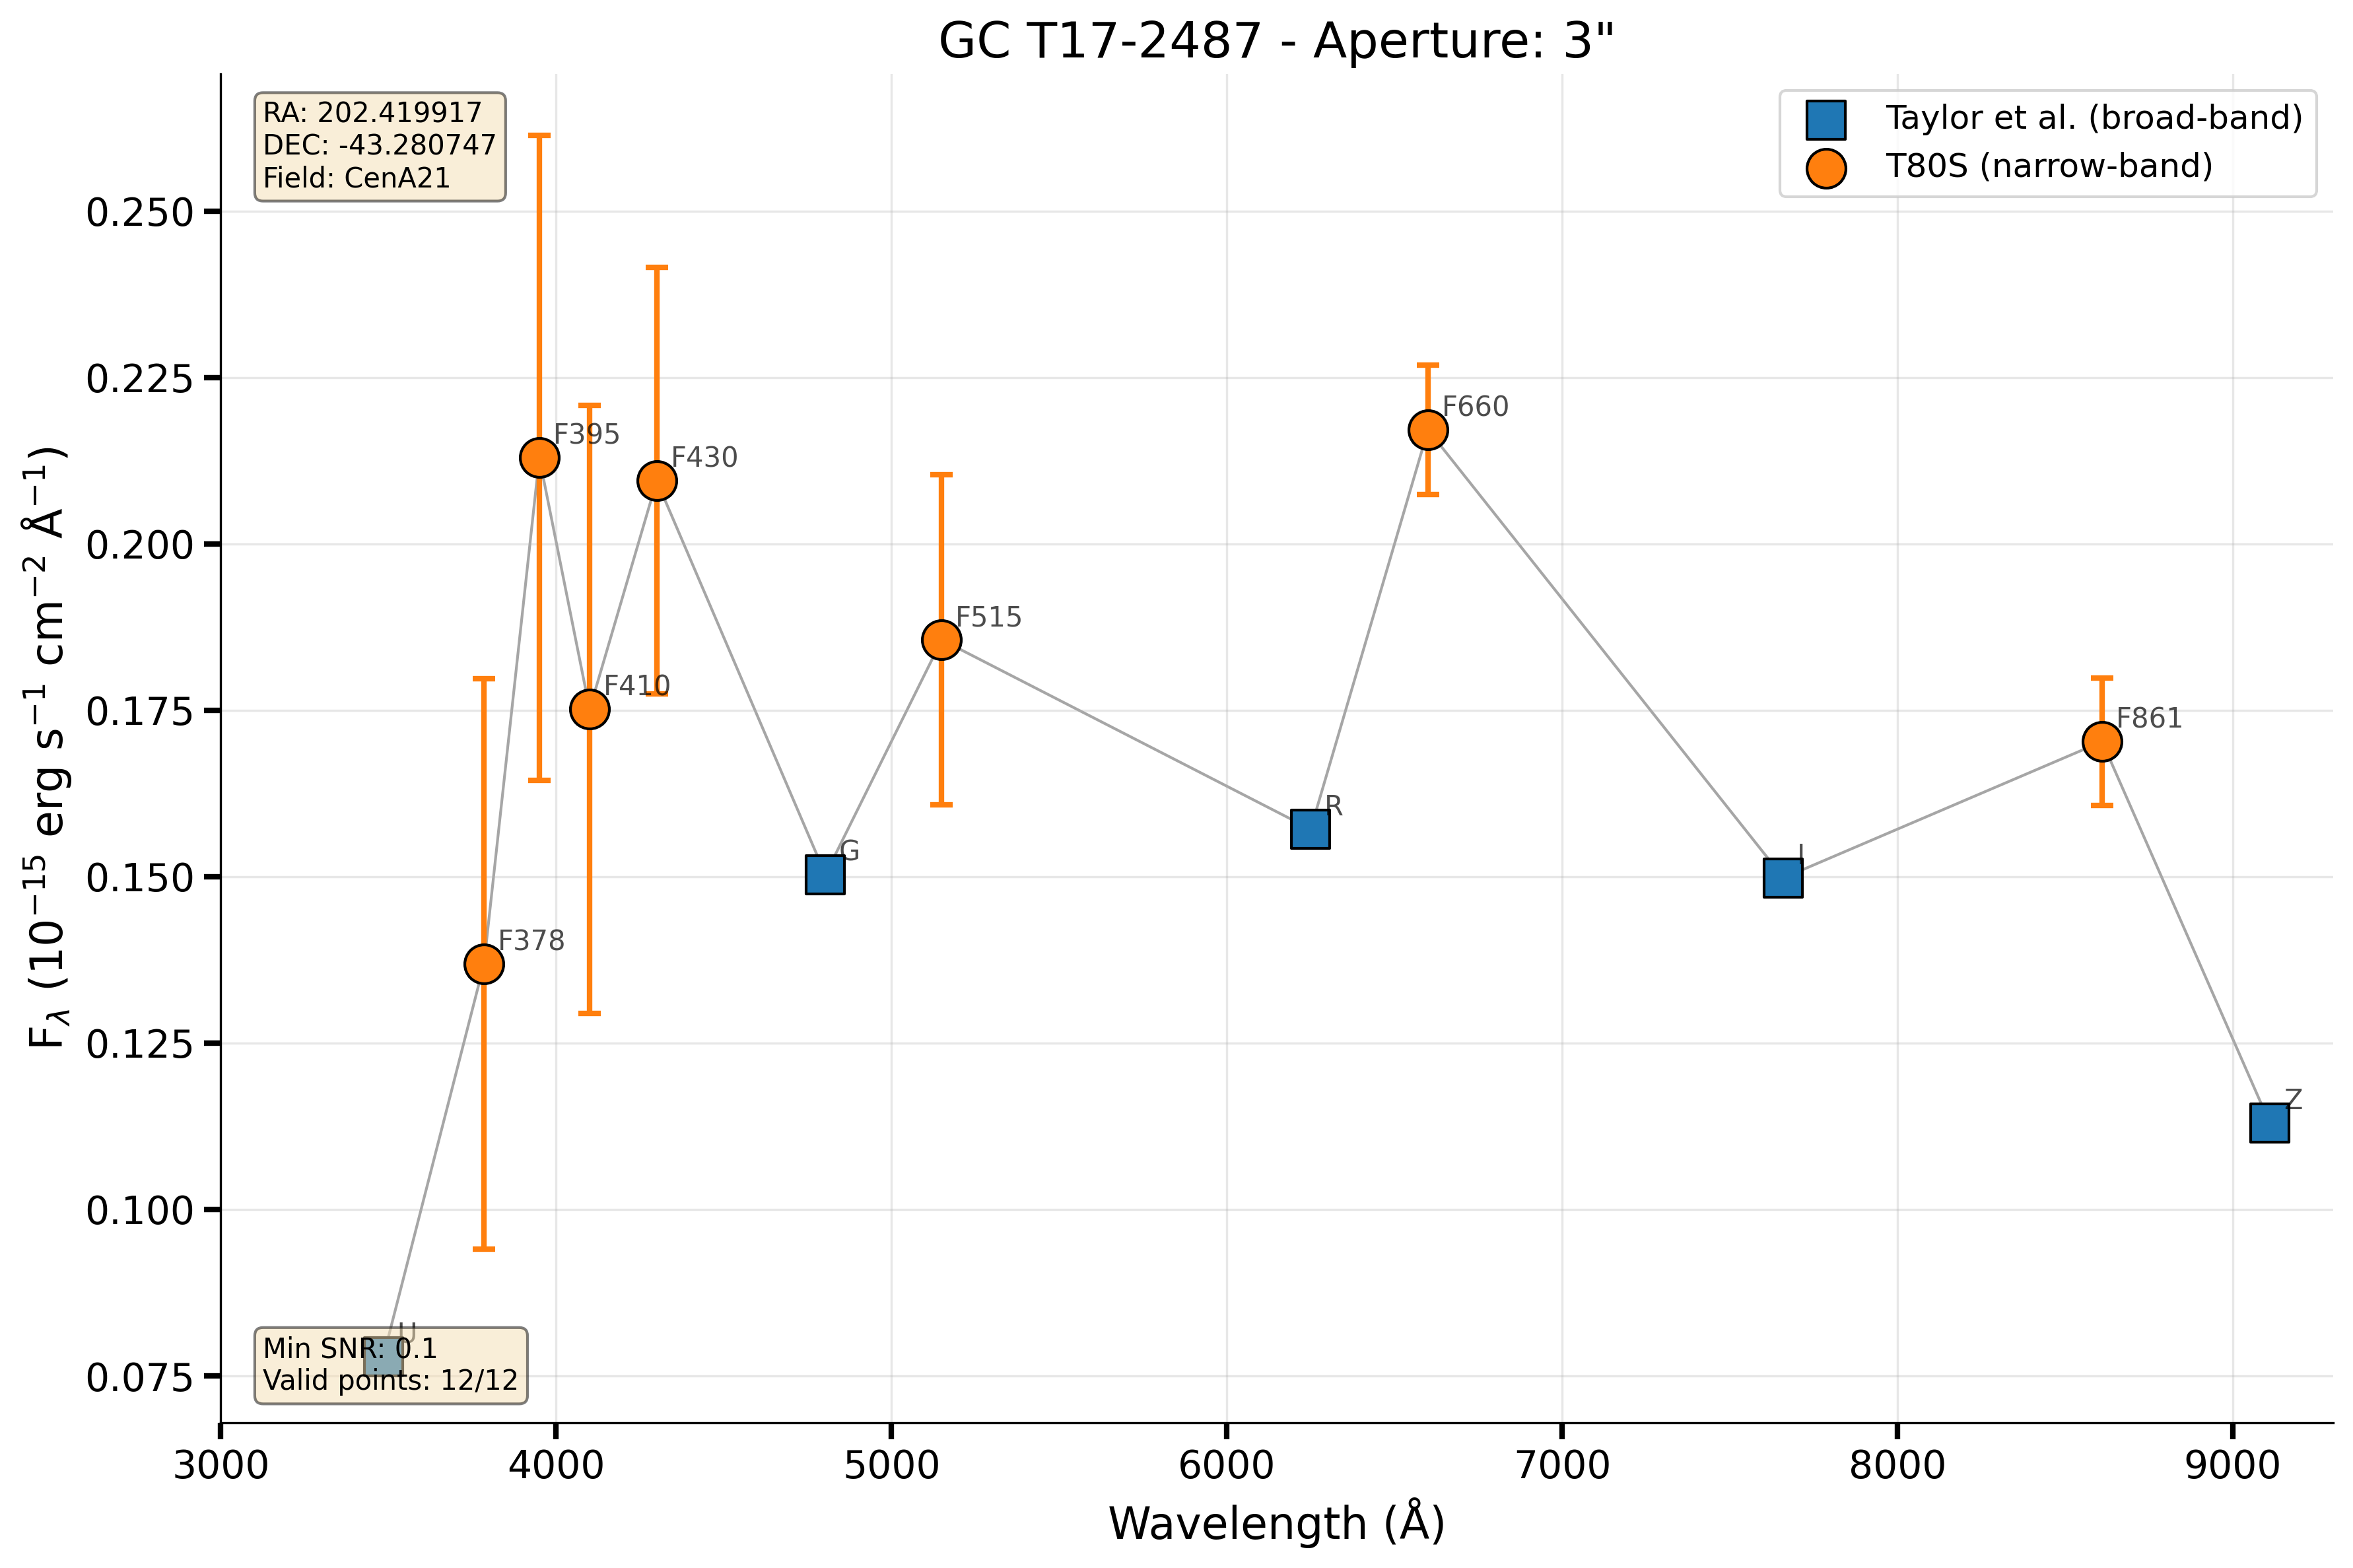 GC T17-2487 - Aperture: 3"
RA: 202.419917
DEC: -43.280747
Field: CenA21
Taylor et al. (broad-band)
T80S (narrow-band)
F395
F430
F660
F515
F410
F861
R
G
I
F378
Z
U
Min SNR: 0.1
Valid points: 12/12
0.250
0.225
0.200
0.175
0.150
0.125
0.100
0.075
F_λ (10⁻¹⁵ erg s⁻¹ cm⁻² Å⁻¹)
3000 4000 5000 6000 7000 8000 9000
Wavelength (Å)